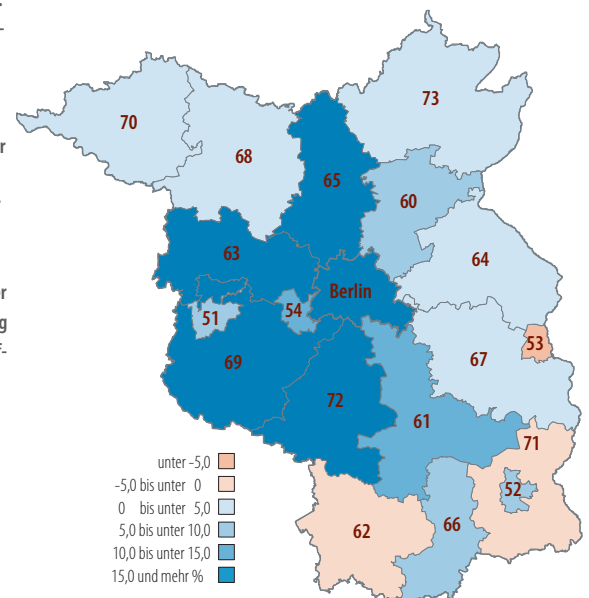 r
er
g
f-
73
70
68
65
60
63
64
Berlin
54
51
53
67
69
72
61
71
52
66
62
unter -5,0
-5,0 bis unter 0
0 bis unter 5,0
5,0 bis unter 10,0
10,0 bis unter 15,0
15,0 und mehr %